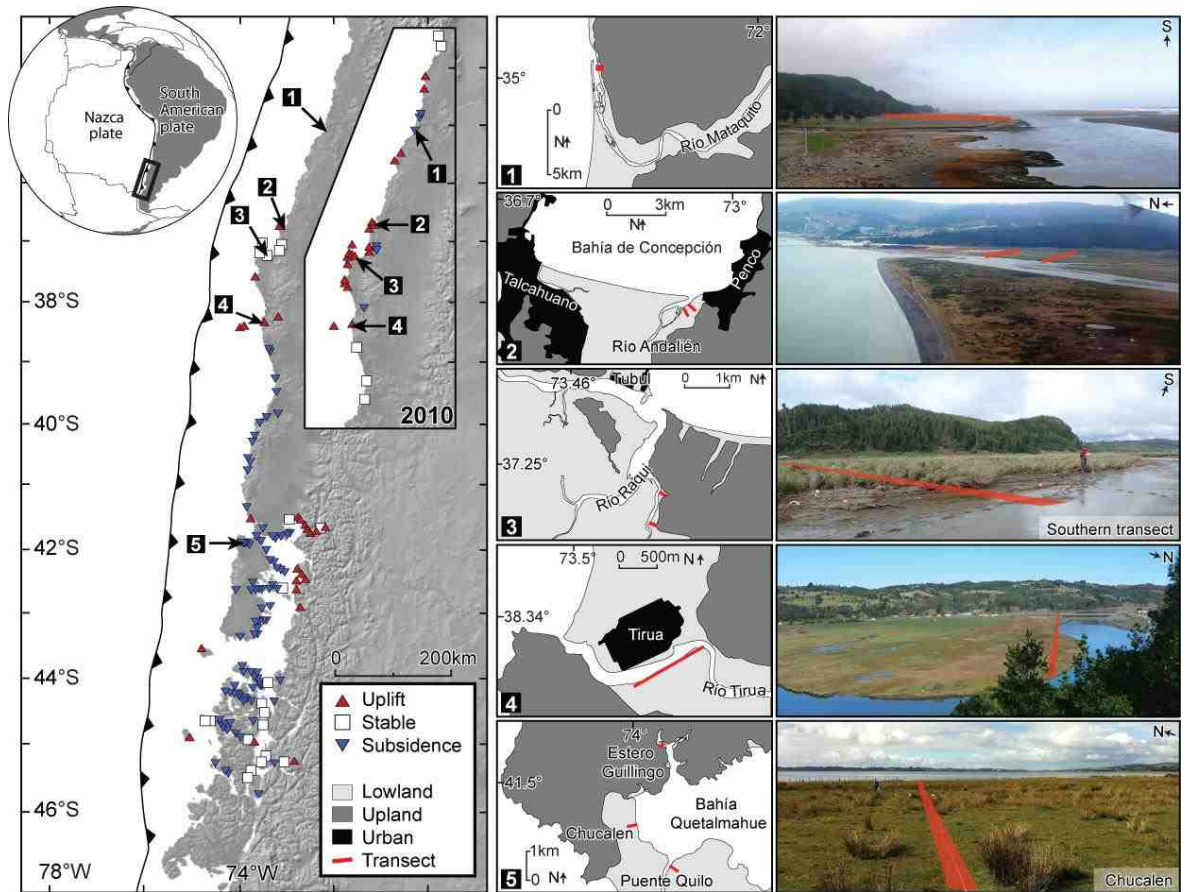 Nazca
plate
South
American
plate
1
2
3
4
5
1
2
3
4
2010
38°S
40°S
42°S
44°S
46°S
78°W
74°W
0 200km
Uplift
Stable
Subsidence
Lowland
Upland
Urban
Transect
72°
35°
0
N↑
5km
Río Mataquito
1
S
36.7°
0 3km
N↑
73°
Bahía de Concepción
Talcahuano
Penco
Río Andalién
2
N←
73.46°
Tubul
0 1km
N↑
37.25°
Río Raqui
3
S
Southern transect
73.5°
0 500m
N↑
38.34°
Tirua
Río Tirua
4
N
74°
Estero
Guillingo
41.5°
Bahía
Quetalmahue
Chucalen
1km
0 N↑
Puente Quilo
5
N
Chucalen